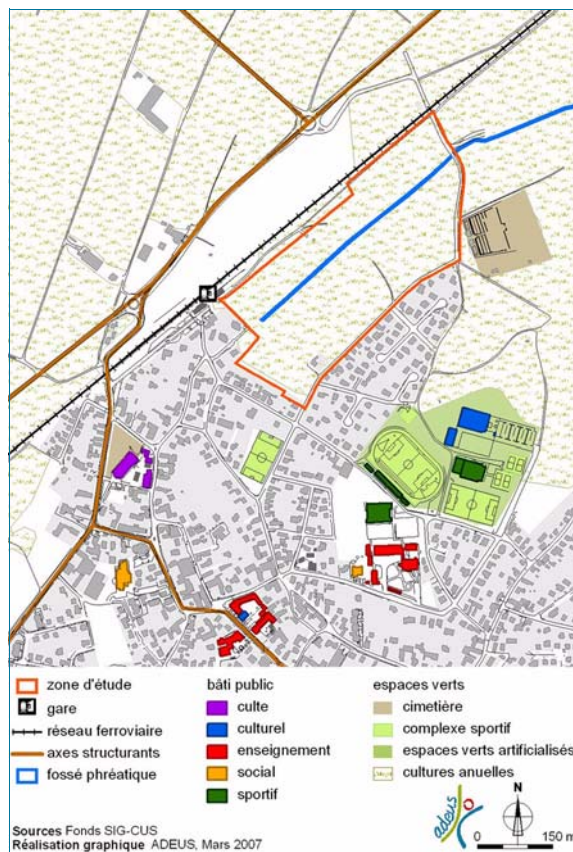 zone d'étude
gare
réseau ferroviaire
axes structurants
fossé phréatique
bâti public
culte
culturel
enseignement
social
sportif
espaces verts
cimetière
complexe sportif
espaces verts artificialisés
cultures anuelles
Sources Fonds SIG-CUS
Réalisation graphique ADEUS, Mars 2007
adeus
N
0 150 m